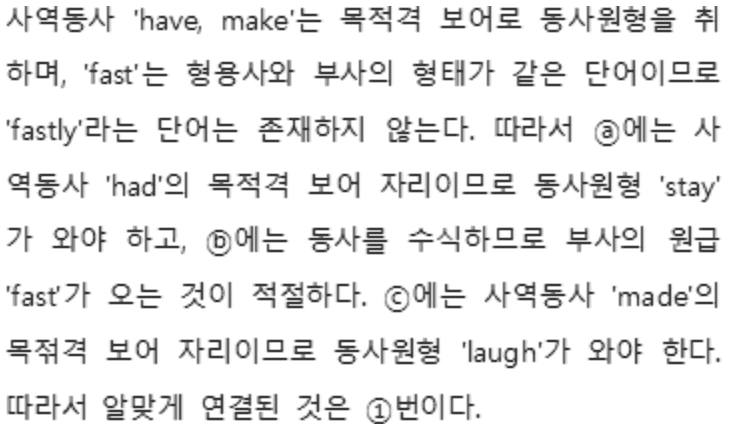 사역동사 'have, make'는 목적격 보어로 동사원형을 취
하며, 'fast'는 형용사와 부사의 형태가 같은 단어이므로
'fastly'라는 단어는 존재하지 않는다. 따라서 ⓐ에는 사
역동사 'had'의 목적격 보어 자리이므로 동사원형 'stay'
가 와야 하고, ⓑ에는 동사를 수식하므로 부사의 원급
'fast'가 오는 것이 적절하다. ⓒ에는 사역동사 'made'의
목젂격 보어 자리이므로 동사원형 'laugh'가 와야 한다.
따라서 알맞게 연결된 것은 ①번이다.